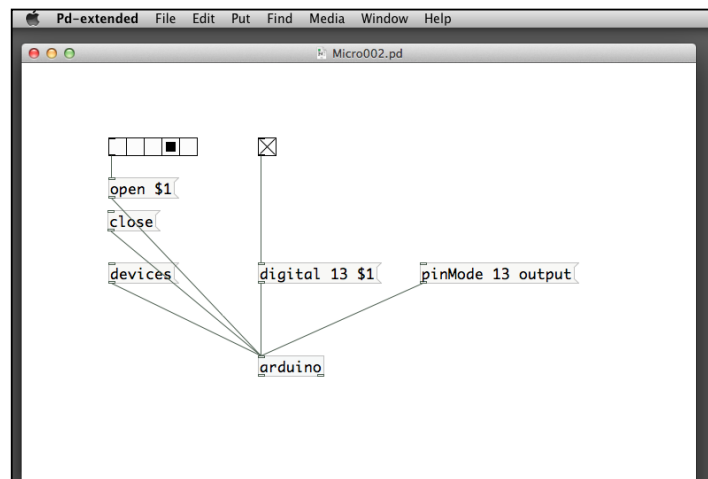 Pd-extended File Edit Put Find Media Window Help
Micro002.pd
open $1
close
devices
digital 13 $1
pinMode 13 output
arduino